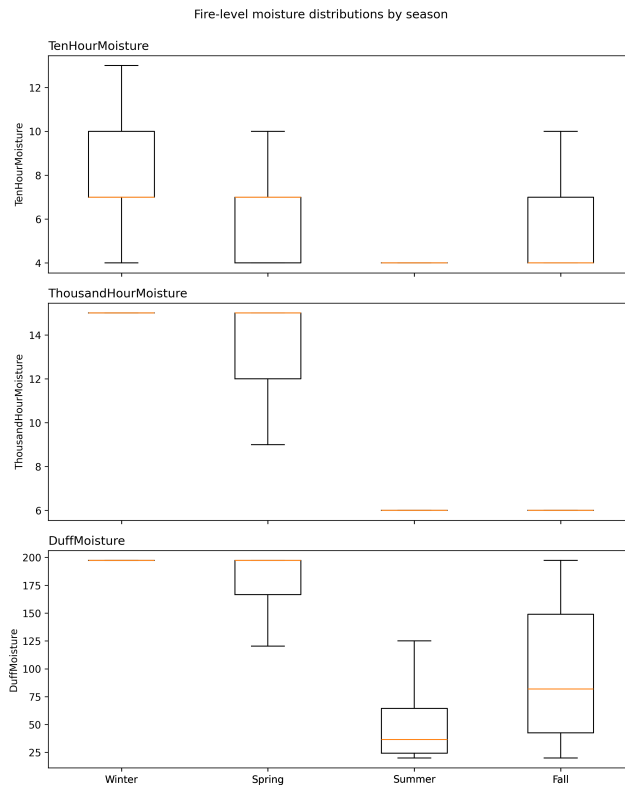 Fire-level moisture distributions by season
TenHourMoisture
TenHourMoisture
12
10
8
6
4
ThousandHourMoisture
ThousandHourMoisture
14
12
10
8
6
DuffMoisture
DuffMoisture
200
175
150
125
100
75
50
25
Winter Spring Summer Fall